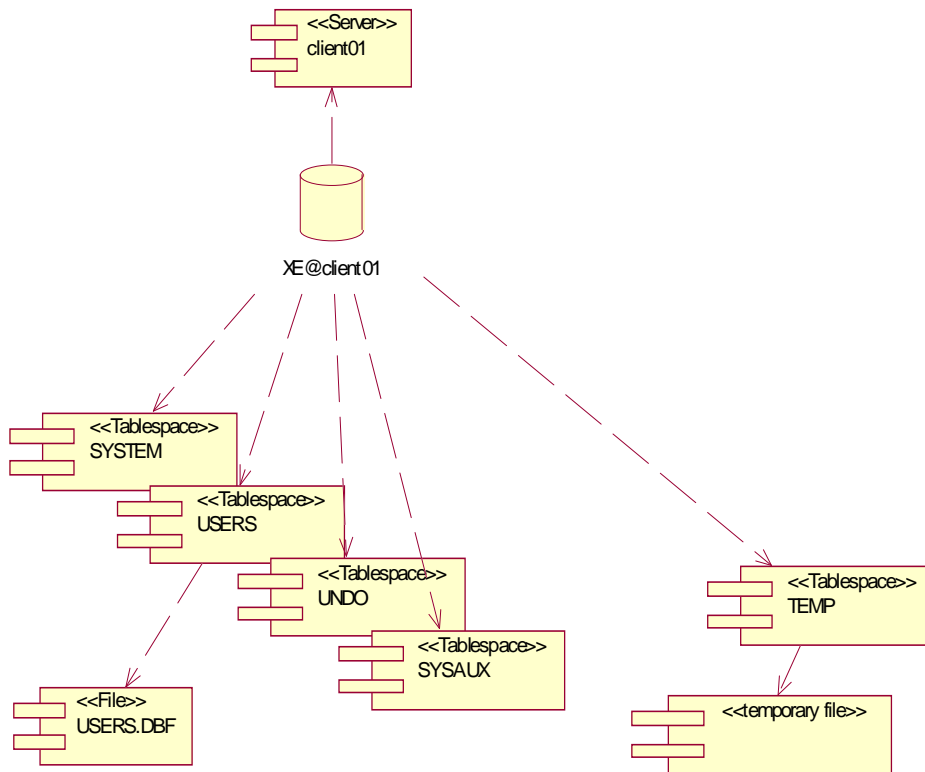 <<Server>>
client01
XE@client01
<<Tablespace>>
SYSTEM
<<Tablespace>>
USERS
<<Tablespace>>
UNDO
<<Tablespace>>
TEMP
<<Tablespace>>
SYSAUX
<<File>>
USERS.DBF
<<temporary file>>